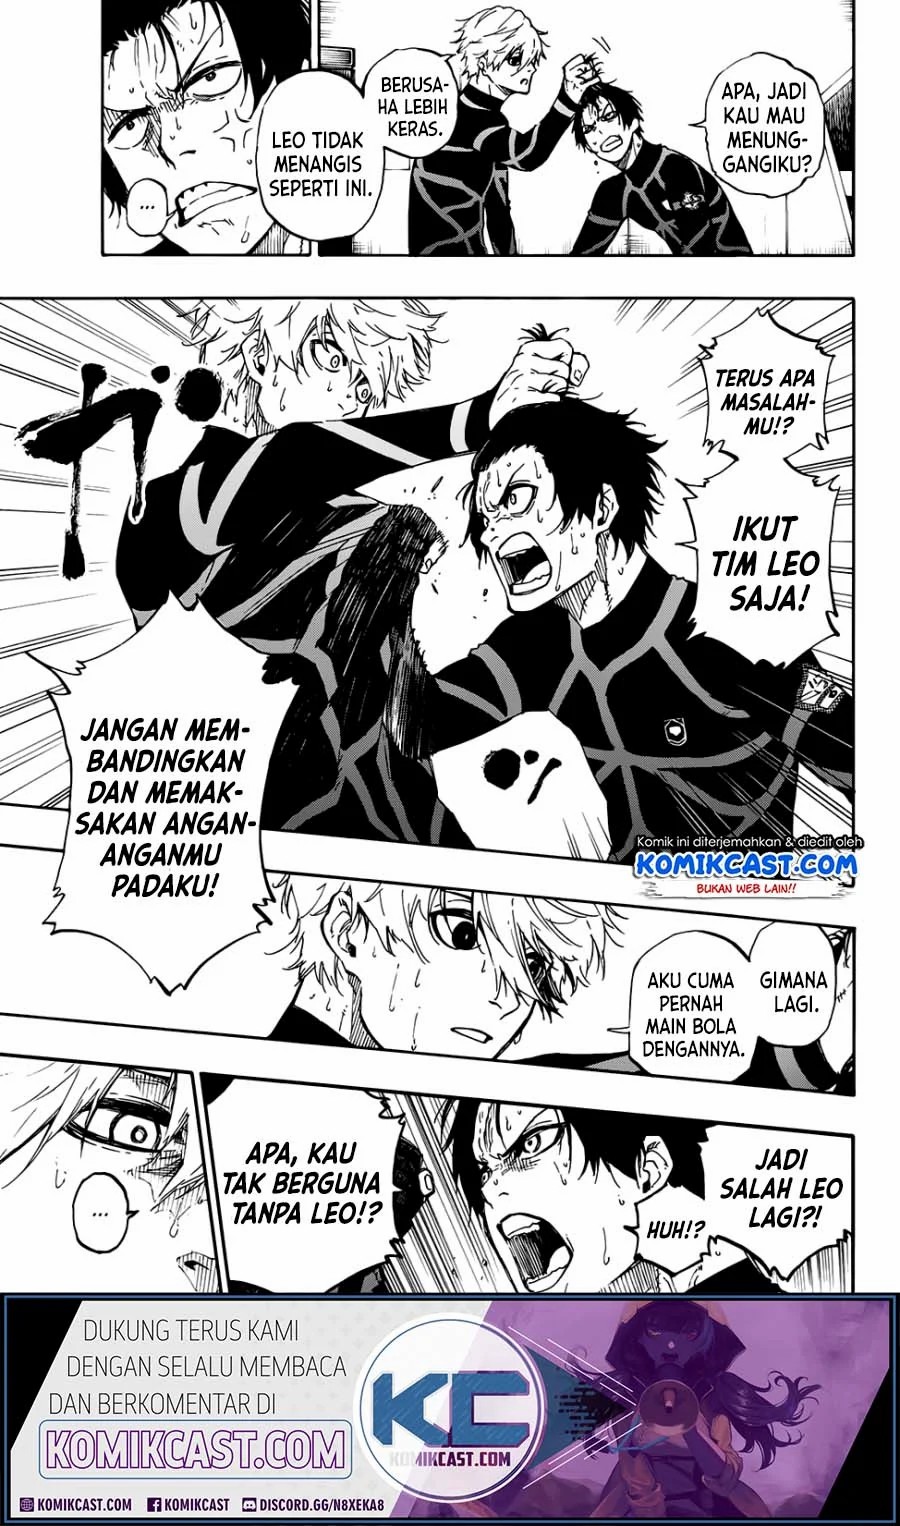 APA, JADI
KAU MAU
MENUNG-
GANGIKU?
BERUSA-
HA LEBIH
KERAS.
LEO TIDAK
MENANGIS
SEPERTI INI.
...
TERUS APA
MASALAH-
MU!?
IKUT
TIM LEO
SAJA!
ガッ
JANGAN MEM-
BANDINGKAN
DAN MEMAK-
SAKAN ANGAN-
ANGANMU
PADAKU!
Komik ini diterjemahkan & diedit oleh
KOMIKCAST.COM
BUKAN WEB LAIN!!
GIMANA
LAGI.
AKU CUMA
PERNAH
MAIN BOLA
DENGANNYA.
JADI
SALAH LEO
LAGI?!
HUH!?
APA, KAU
TAK BERGUNA
TANPA LEO!?
...
DUKUNG TERUS KAMI
DENGAN SELALU MEMBACA
DAN BERKOMENTAR DI
KOMIKCAST.COM
KC
KOMIKCAST.COM
KOMIKCAST.COM
KOMIKCAST
DISCORD.GG/N8XEKA8